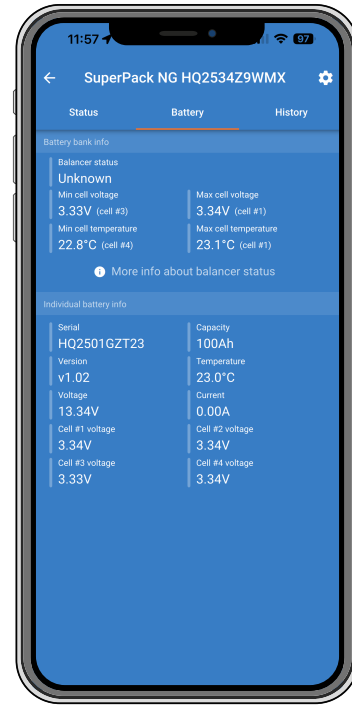 11:57
97
SuperPack NG HQ2534Z9WMX
Status Battery History
Battery bank info
Balancer status
Unknown
Min cell voltage Max cell voltage
3.33V (cell #3) 3.34V (cell #1)
Min cell temperature Max cell temperature
22.8°C (cell #4) 23.1°C (cell #1)
More info about balancer status
Individual battery info
Serial Capacity
HQ2501GZT23 100Ah
Version Temperature
v1.02 23.0°C
Voltage Current
13.34V 0.00A
Cell #1 voltage Cell #2 voltage
3.34V 3.34V
Cell #3 voltage Cell #4 voltage
3.33V 3.34V